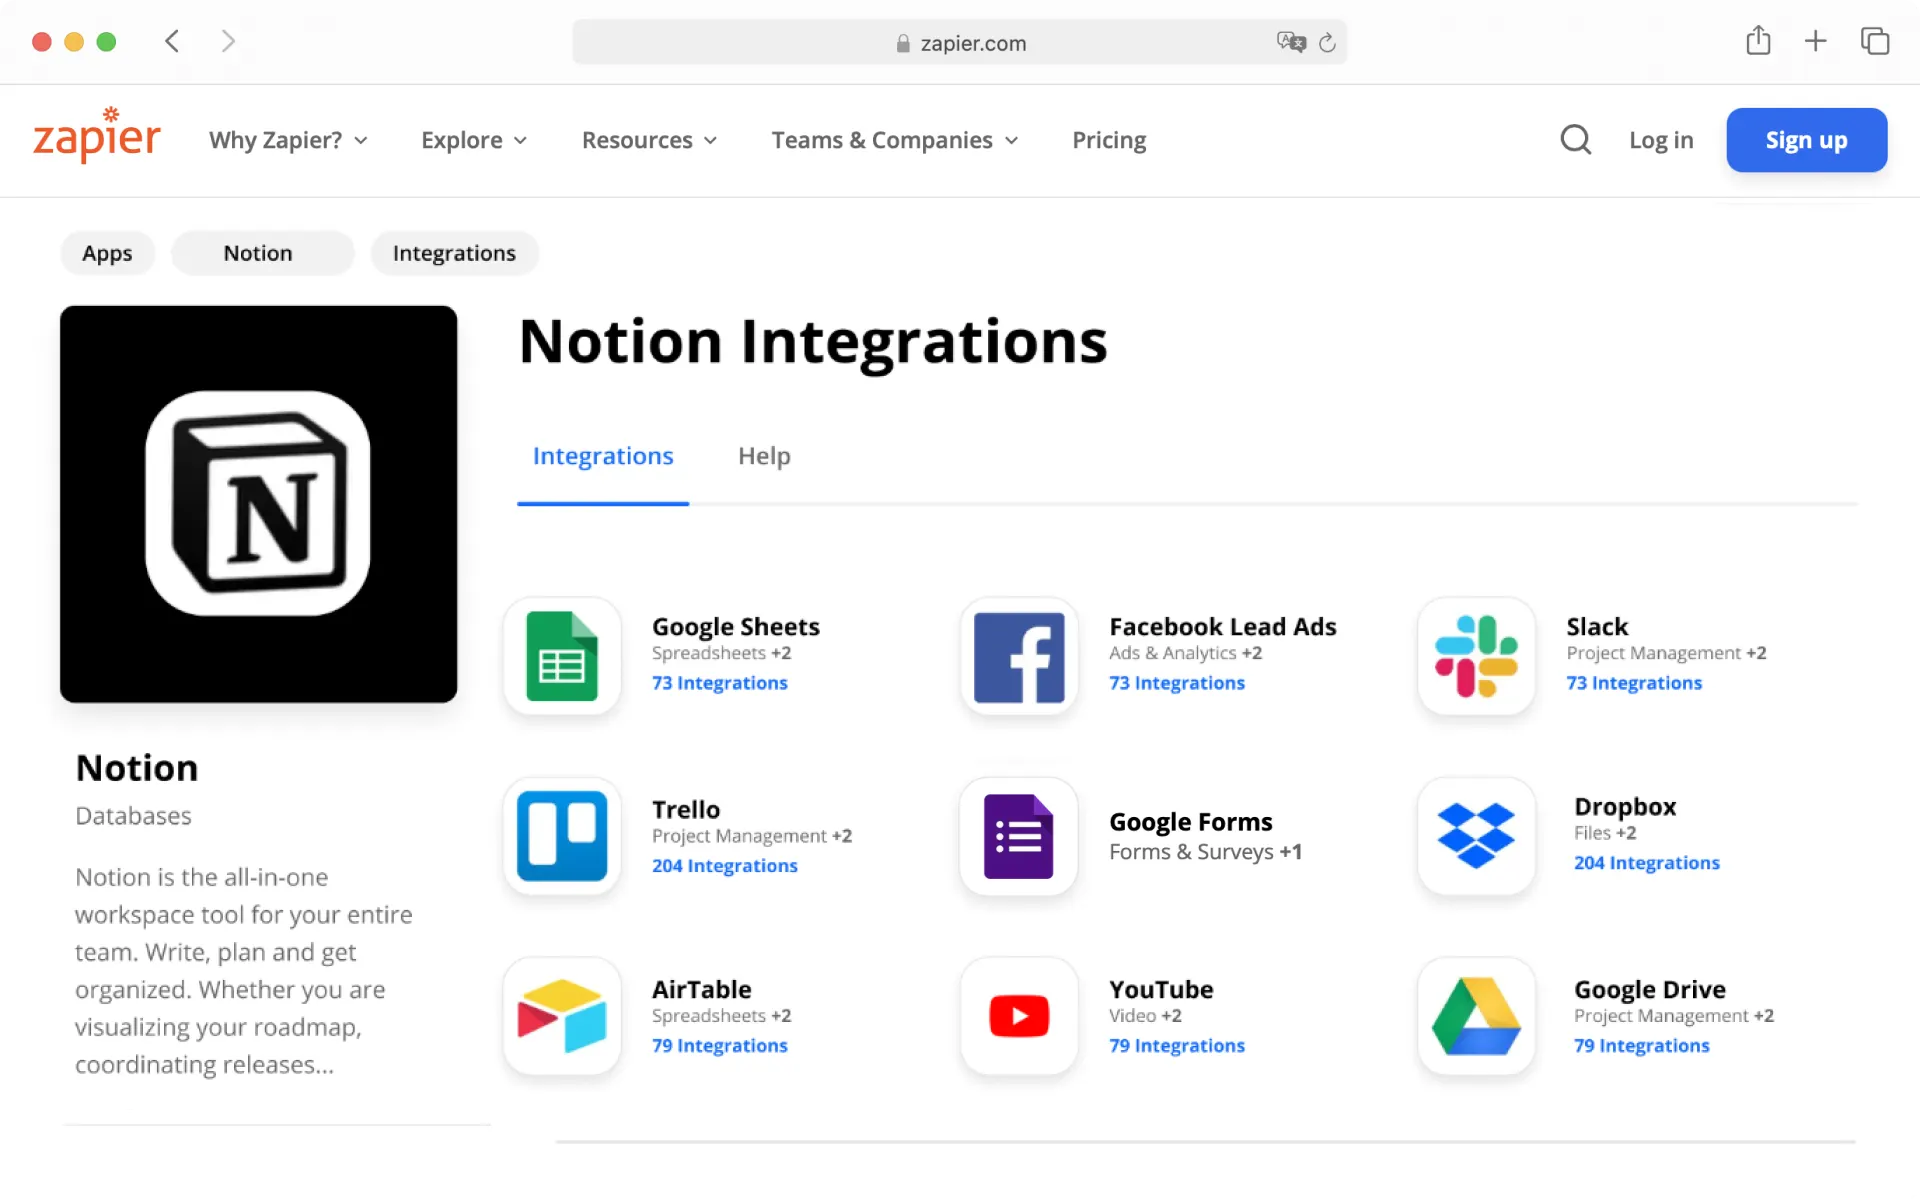 zapier.com
zapier
Why Zapier?
Explore
Resources
Teams & Companies
Pricing
Log in
Sign up
Apps
Notion
Integrations
N
Notion Integrations
Integrations
Help
Notion
Databases
Notion is the all-in-one
workspace tool for your entire
team. Write, plan and get
organized. Whether you are
visualizing your roadmap,
coordinating releases...
Google Sheets
Spreadsheets +2
73 Integrations
Facebook Lead Ads
Ads & Analytics +2
73 Integrations
Slack
Project Management +2
73 Integrations
Trello
Project Management +2
204 Integrations
Google Forms
Forms & Surveys +1
Dropbox
Files +2
204 Integrations
AirTable
Spreadsheets +2
79 Integrations
YouTube
Video +2
79 Integrations
Google Drive
Project Management +2
79 Integrations